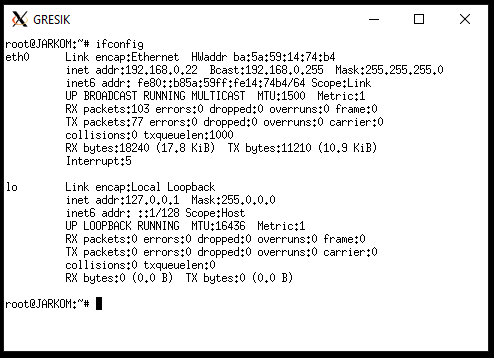 GRESIK
root@JARKOM:~# ifconfig
eth0 Link encap:Ethernet HWaddr ba:5a:59:14:74:b4
inet addr:192.168.0.22 Bcast:192.168.0.255 Mask:255.255.255.0
inet6 addr: fe80::b85a:59ff:fe14:74b4/64 Scope:Link
UP BROADCAST RUNNING MULTICAST MTU:1500 Metric:1
RX packets:103 errors:0 dropped:0 overruns:0 frame:0
TX packets:77 errors:0 dropped:0 overruns:0 carrier:0
collisions:0 txqueuelen:1000
RX bytes:18240 (17.8 KiB) TX bytes:11210 (10.9 KiB)
Interrupt:5
lo Link encap:Local Loopback
inet addr:127.0.0.1 Mask:255.0.0.0
inet6 addr: ::1/128 Scope:Host
UP LOOPBACK RUNNING MTU:16436 Metric:1
RX packets:0 errors:0 dropped:0 overruns:0 frame:0
TX packets:0 errors:0 dropped:0 overruns:0 carrier:0
collisions:0 txqueuelen:0
RX bytes:0 (0.0 B) TX bytes:0 (0.0 B)
root@JARKOM:~#